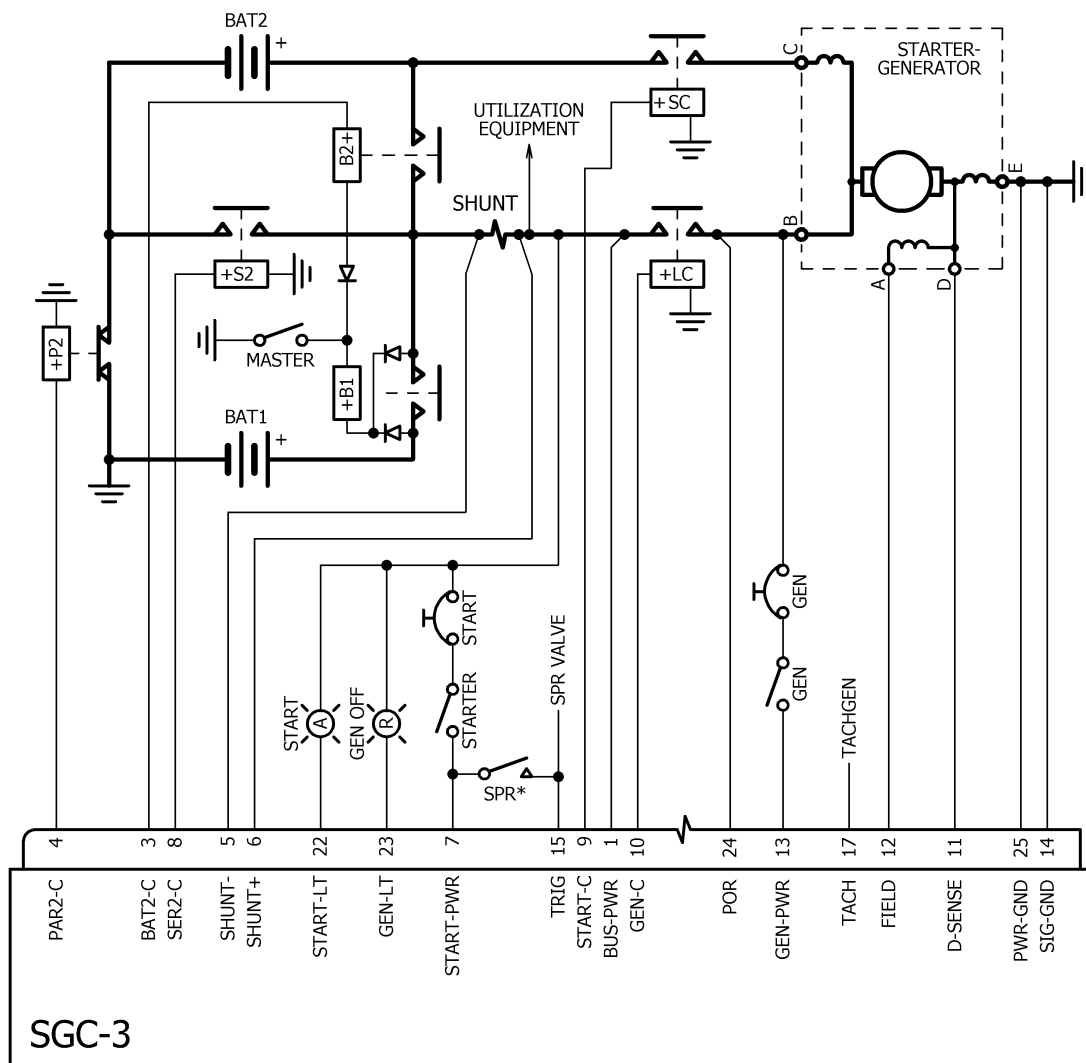 BAT2
+
STARTER-
GENERATOR
C
+SC
UTILIZATION
EQUIPMENT
B2+
E
SHUNT
B
+S2
+LC
A
D
+P2
MASTER
+B1
BAT1
+
START
GEN
START
A
GEN OFF
R
STARTER
SPR VALVE
GEN
TACHGEN
SPR*
4
3
8
5
6
22
23
7
15
9
1
10
24
13
17
12
11
25
14
PAR2-C
BAT2-C
SER2-C
SHUNT-
SHUNT+
START-LT
GEN-LT
START-PWR
TRIG
START-C
BUS-PWR
GEN-C
POR
GEN-PWR
TACH
FIELD
D-SENSE
PWR-GND
SIG-GND
SGC-3